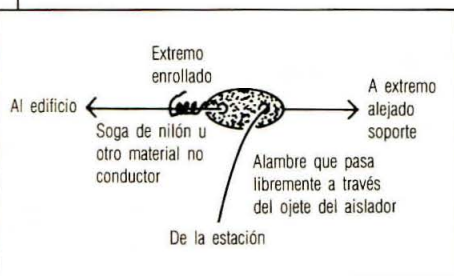 Extremo
enrollado
Al edificio
A extremo
alejado
soporte
Soga de nilón u
otro material no
conductor
Alambre que pasa
libremente a través
del ojete del aislador
De la estación